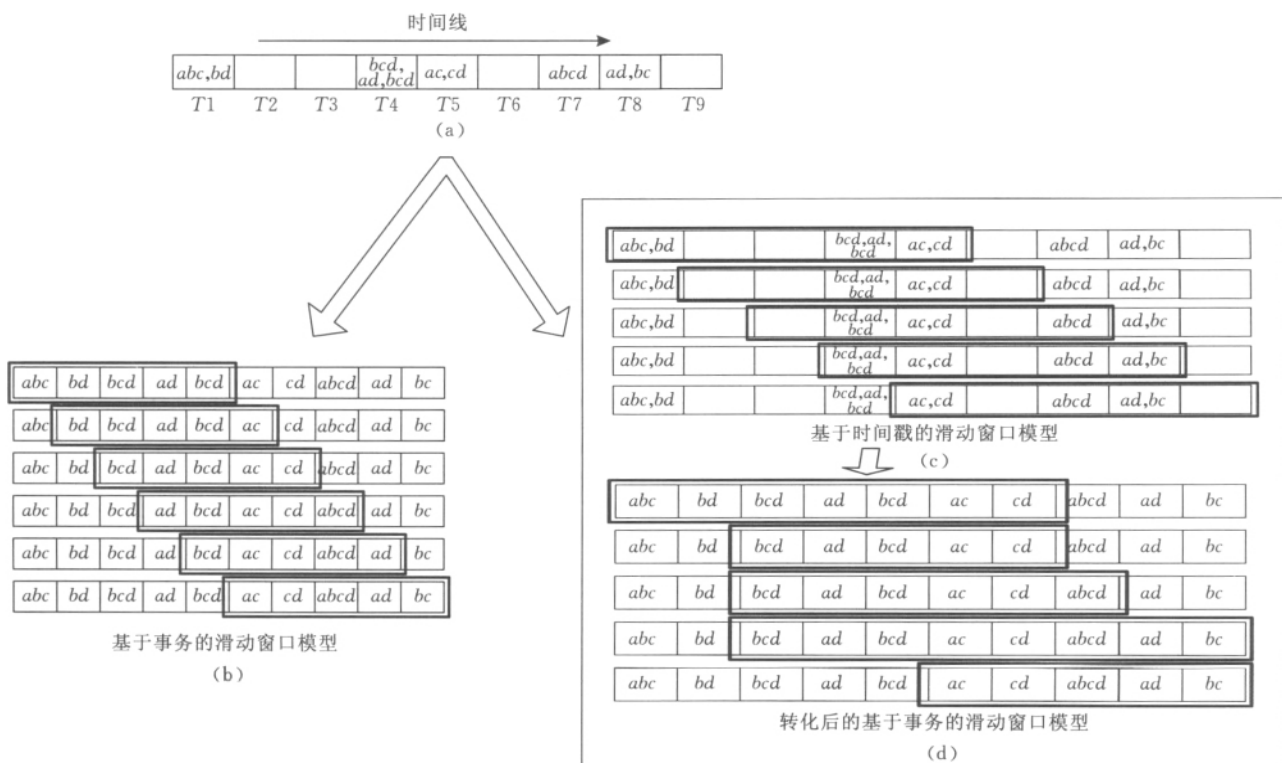 时间线
abc,bd bcd, ad,bcd ac,cd abcd ad,bc
T1 T2 T3 T4 T5 T6 T7 T8 T9
(a)
abc bd bcd ad bcd ac cd abcd ad bc
abc bd bcd ad bcd ac cd abcd ad bc
abc bd bcd ad bcd ac cd abcd ad bc
abc bd bcd ad bcd ac cd abcd ad bc
abc bd bcd ad bcd ac cd abcd ad bc
abc bd bcd ad bcd ac cd abcd ad bc
基于事务的滑动窗口模型
(b)
abc,bd bcd,ad, bcd ac,cd abcd ad,bc
abc,bd bcd,ad, bcd ac,cd abcd ad,bc
abc,bd bcd,ad, bcd ac,cd abcd ad,bc
abc,bd bcd,ad, bcd ac,cd abcd ad,bc
abc,bd bcd,ad, bcd ac,cd abcd ad,bc
基于时间戳的滑动窗口模型
(c)
abc bd bcd ad bcd ac cd abcd ad bc
abc bd bcd ad bcd ac cd abcd ad bc
abc bd bcd ad bcd ac cd abcd ad bc
abc bd bcd ad bcd ac cd abcd ad bc
abc bd bcd ad bcd ac cd abcd ad bc
转化后的基于事务的滑动窗口模型
(d)